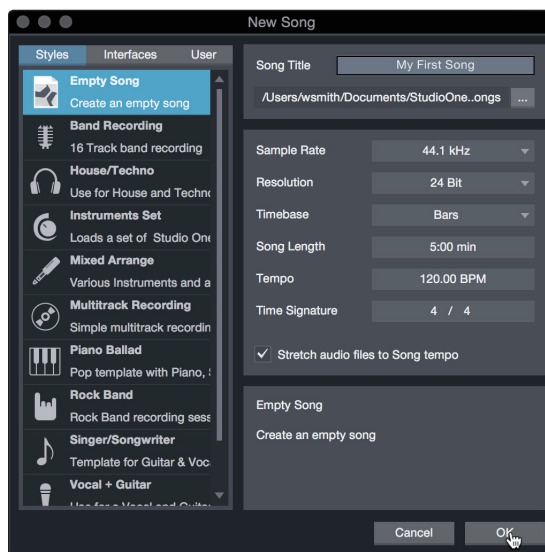 New Song
Styles Interfaces User
Empty Song
Create an empty song
Band Recording
16 Track band recording
House/Techno
Use for House and Techno
Instruments Set
Loads a set of Studio One
Mixed Arrange
Various Instruments and a
Multitrack Recording
Simple multitrack recordin
Piano Ballad
Pop template with Piano,
Rock Band
Rock Band recording sess
Singer/Songwriter
Template for Guitar & Voc
Vocal + Guitar
Song Title My First Song
/Users/wsmith/Documents/StudioOne..ongs ...
Sample Rate 44.1 kHz
Resolution 24 Bit
Timebase Bars
Song Length 5:00 min
Tempo 120.00 BPM
Time Signature 4 / 4
Stretch audio files to Song tempo
Empty Song
Create an empty song
Cancel OK